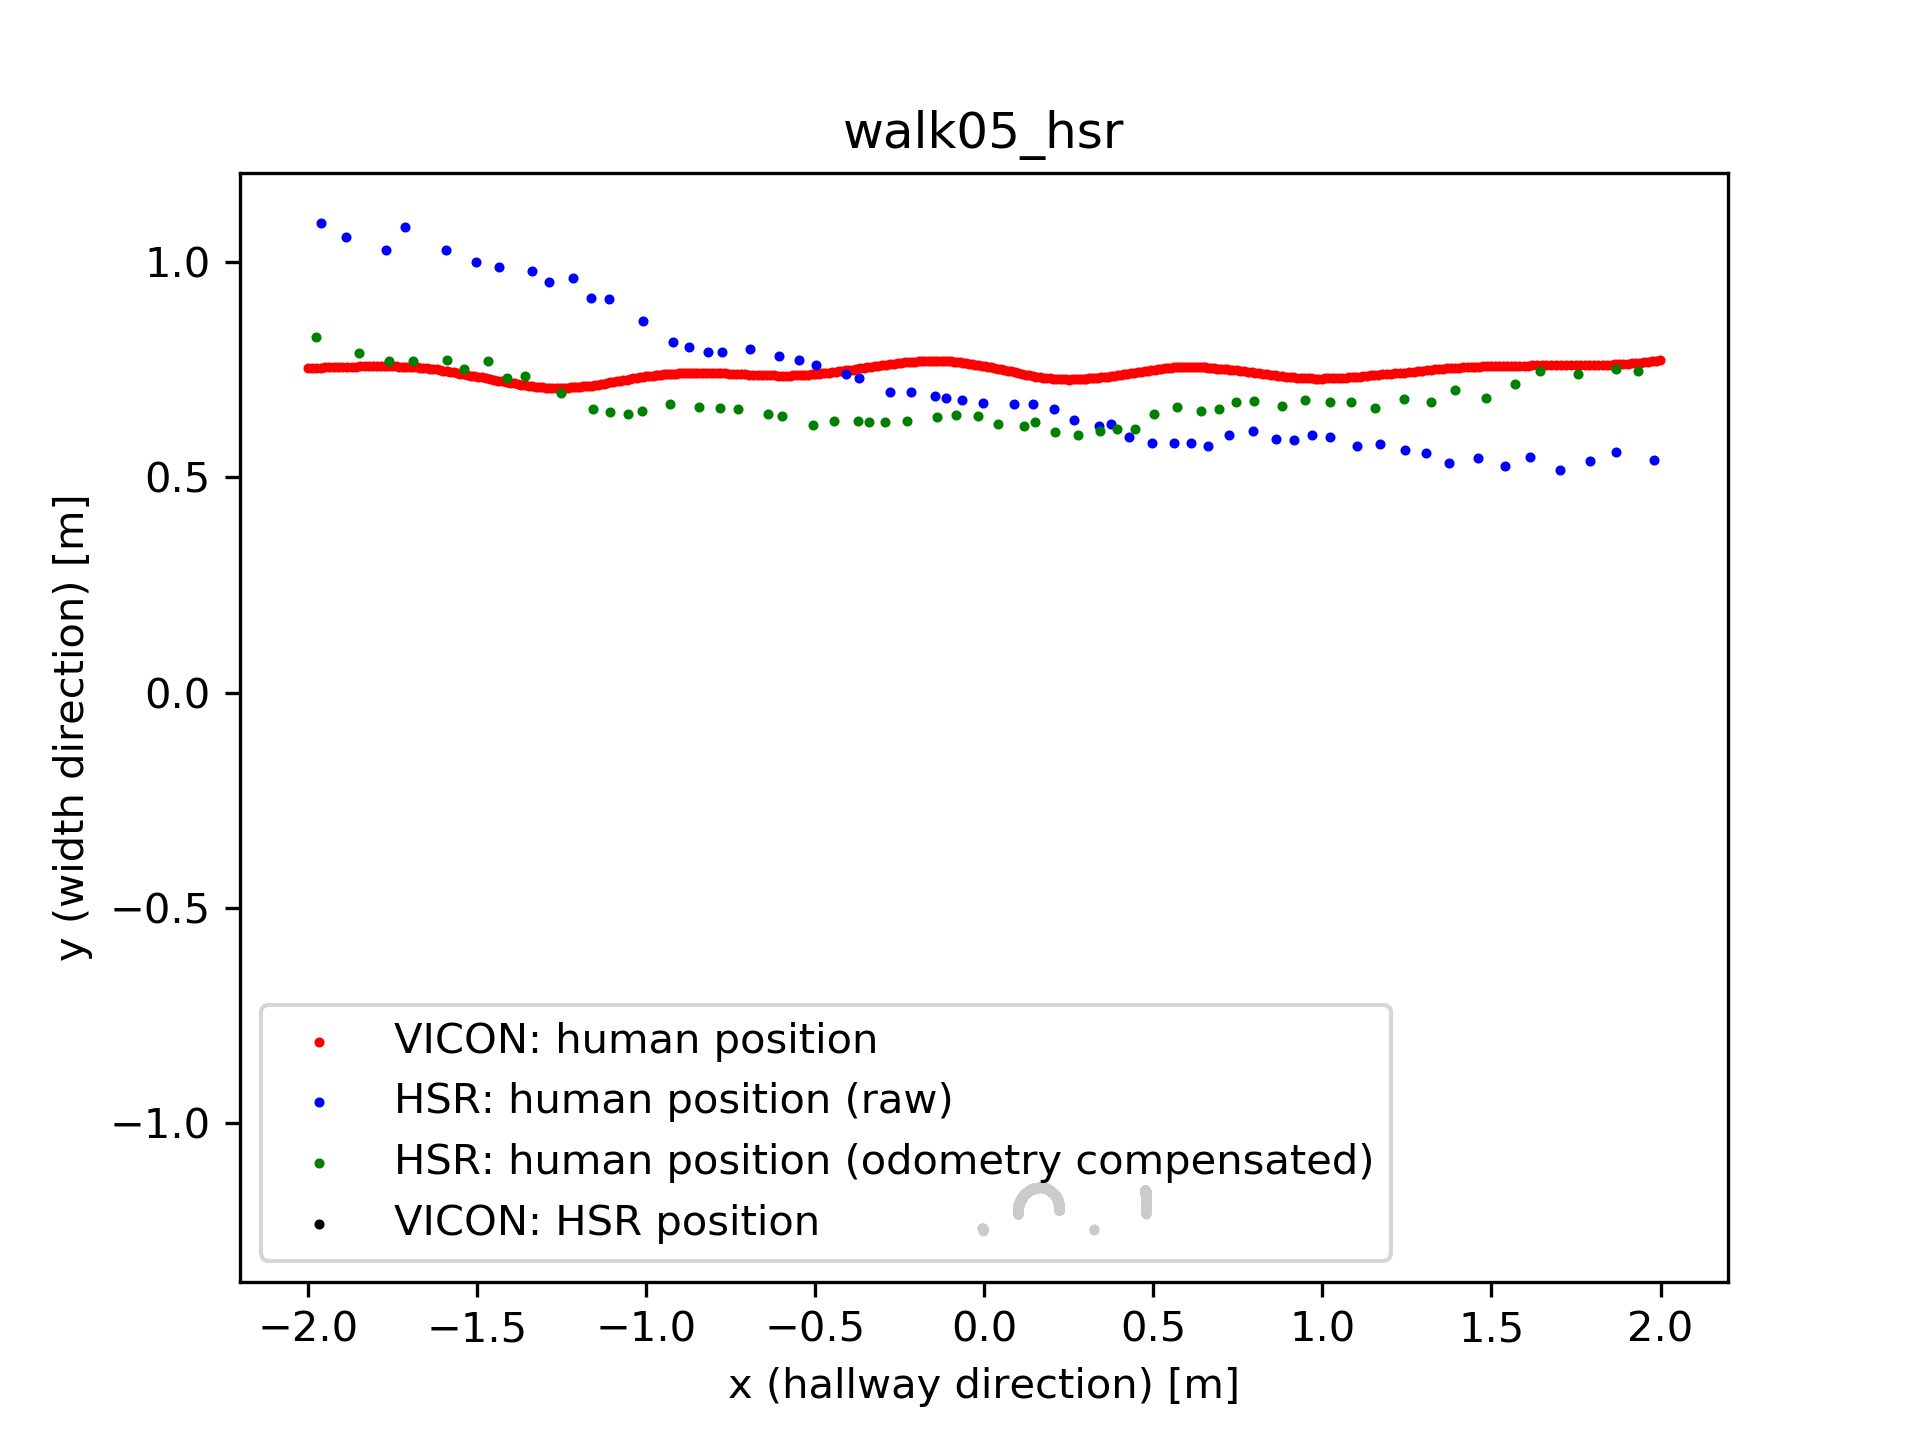 walk05_hsr
1.0
0.5
0.0
−0.5
−1.0
y (width direction) [m]
VICON: human position
HSR: human position (raw)
HSR: human position (odometry compensated)
VICON: HSR position
−2.0 −1.5 −1.0 −0.5 0.0 0.5 1.0 1.5 2.0
x (hallway direction) [m]